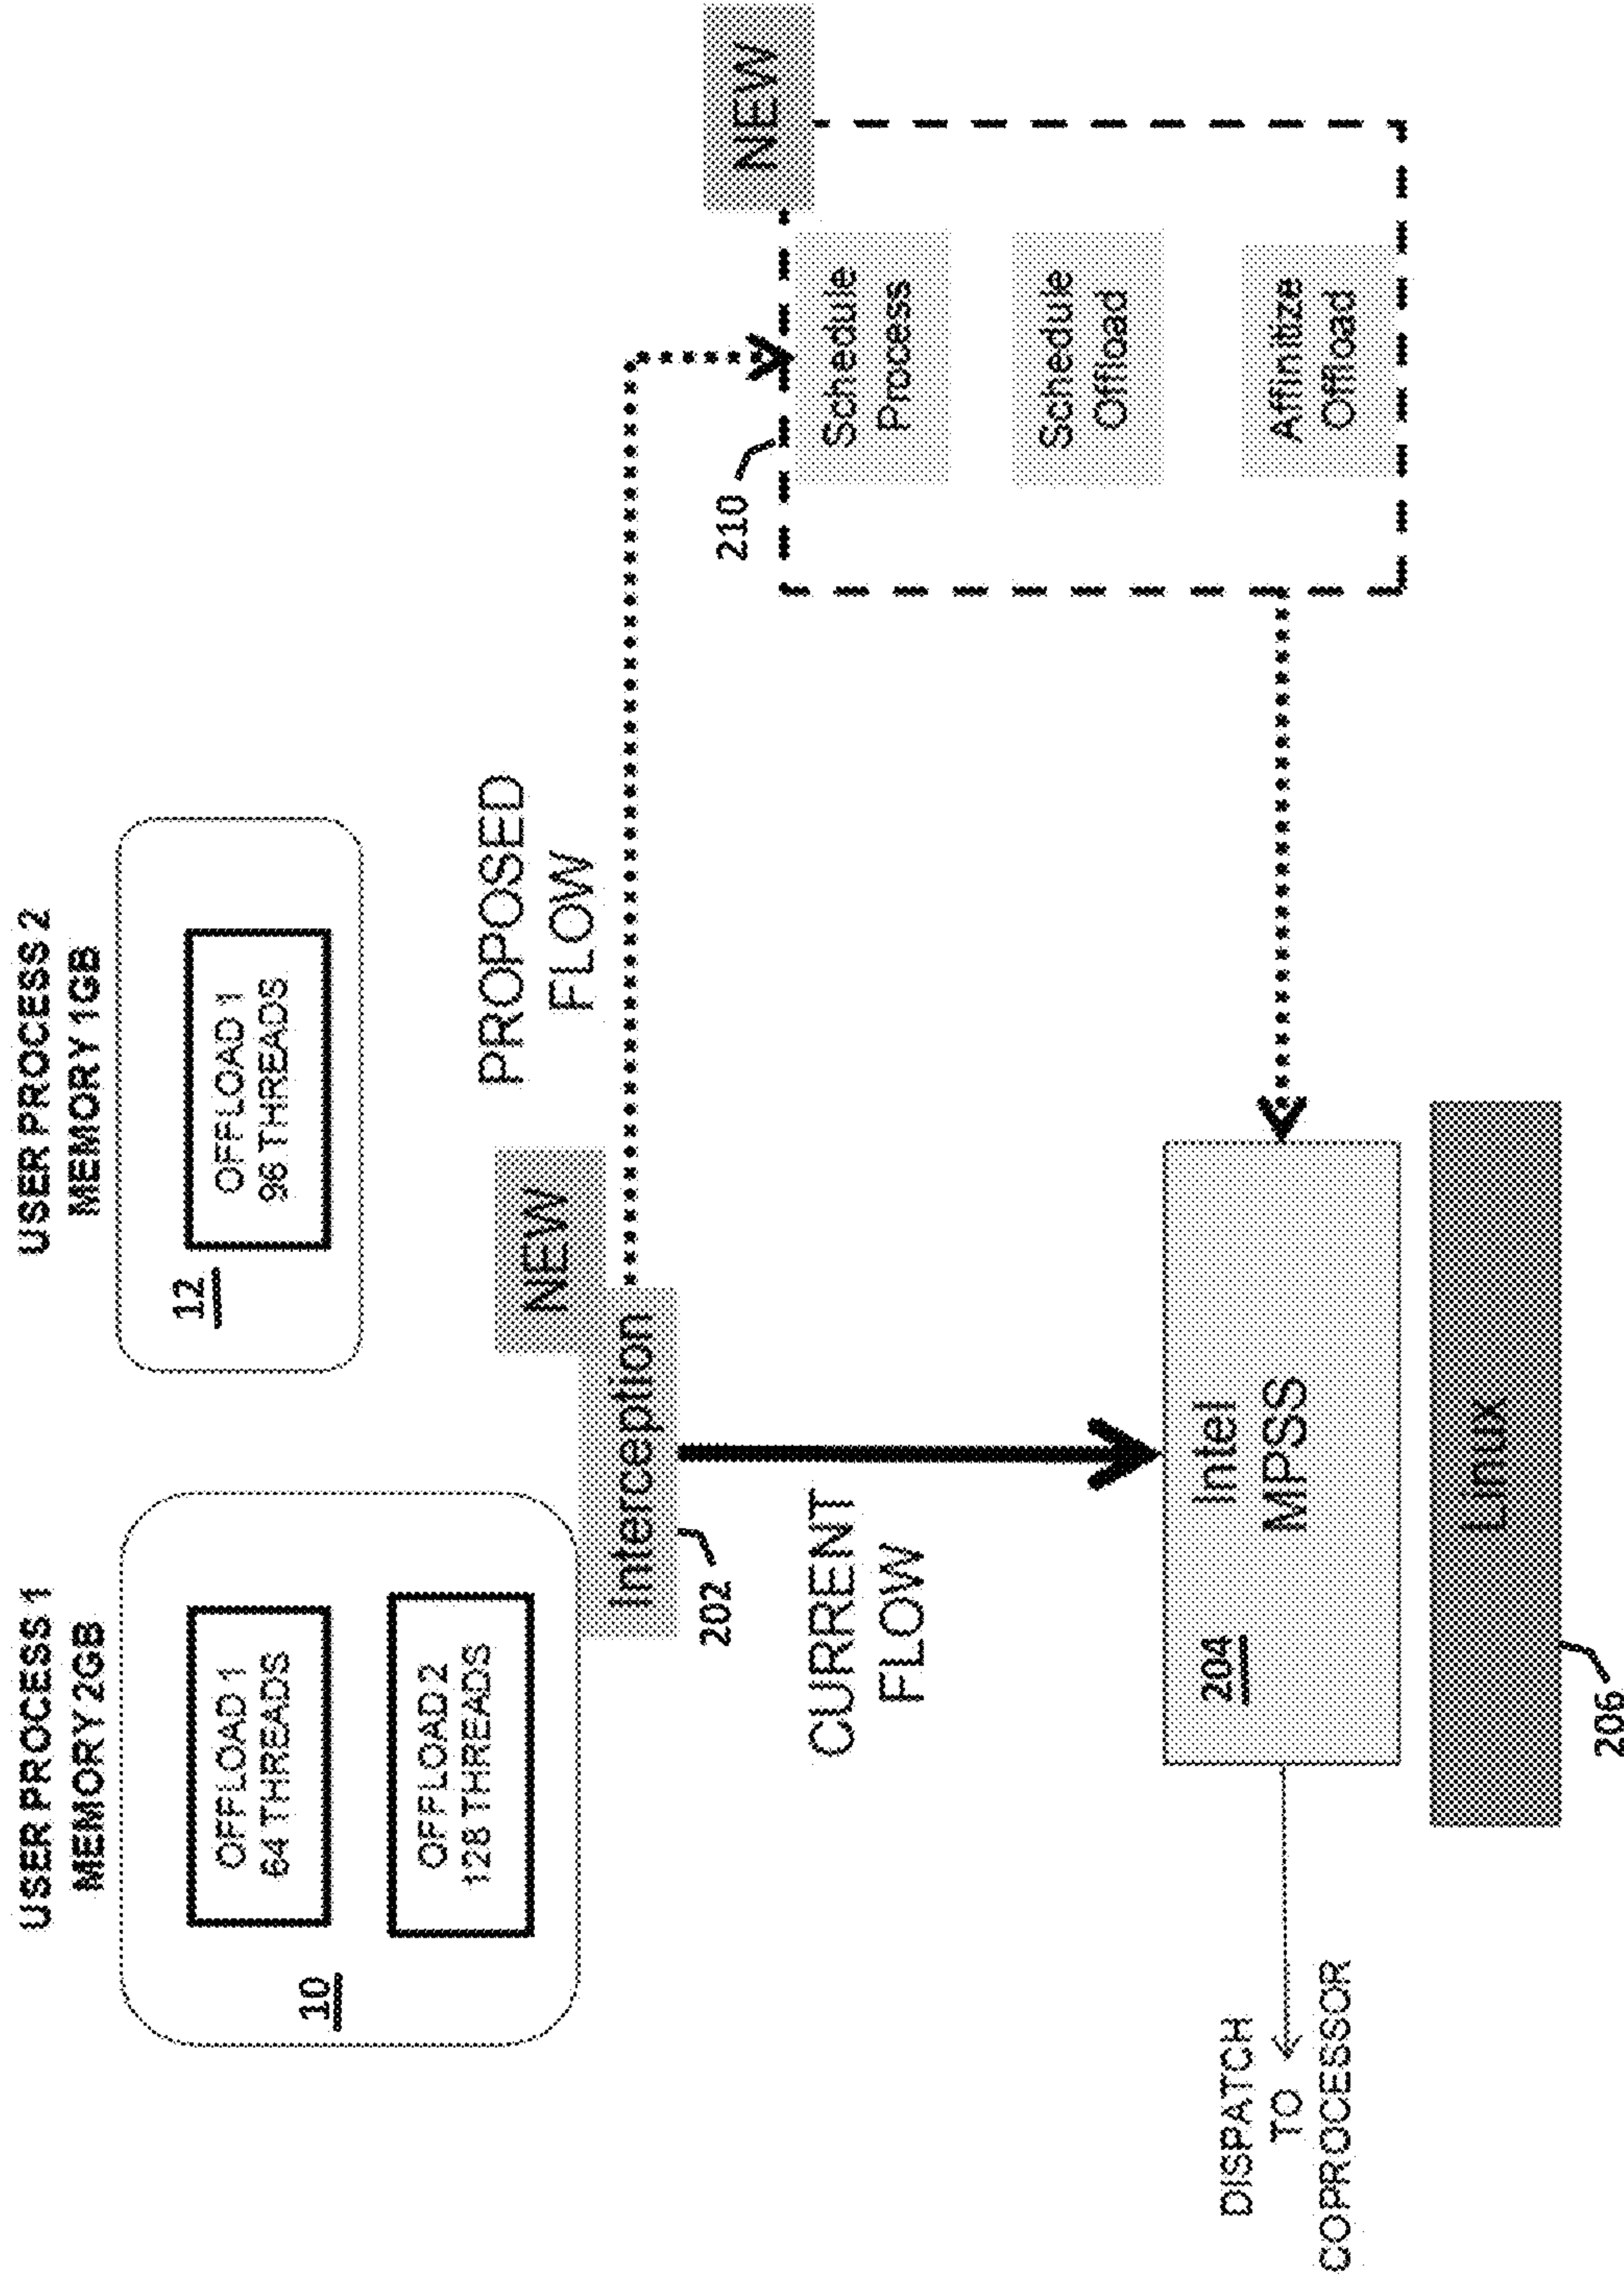 USER PROCESS 1
MEMORY 2GB
OFFLOAD 1
64 THREADS
OFFLOAD 2
128 THREADS
10
USER PROCESS 2
MEMORY 1GB
OFFLOAD 1
96 THREADS
12
NEW
Interception
202
PROPOSED
FLOW
CURRENT
FLOW
NEW
210
Schedule
Process
Schedule
Offload
Affinitize
Offload
Intel
MPSS
204
Linux
206
DISPATCH
TO
COPROCESSOR